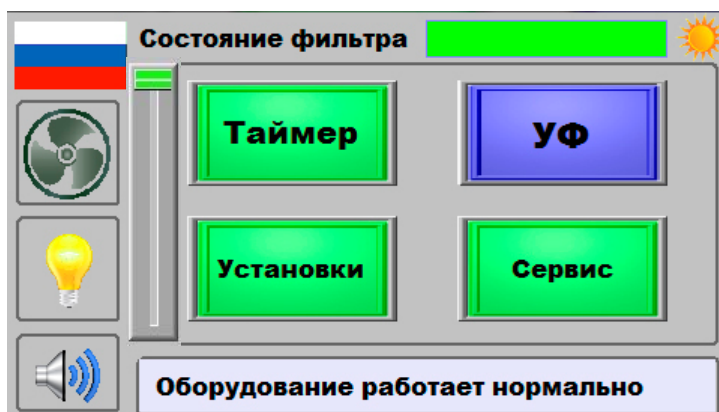 Состояние фильтра
Таймер
УФ
Установки
Сервис
Оборудование работает нормально